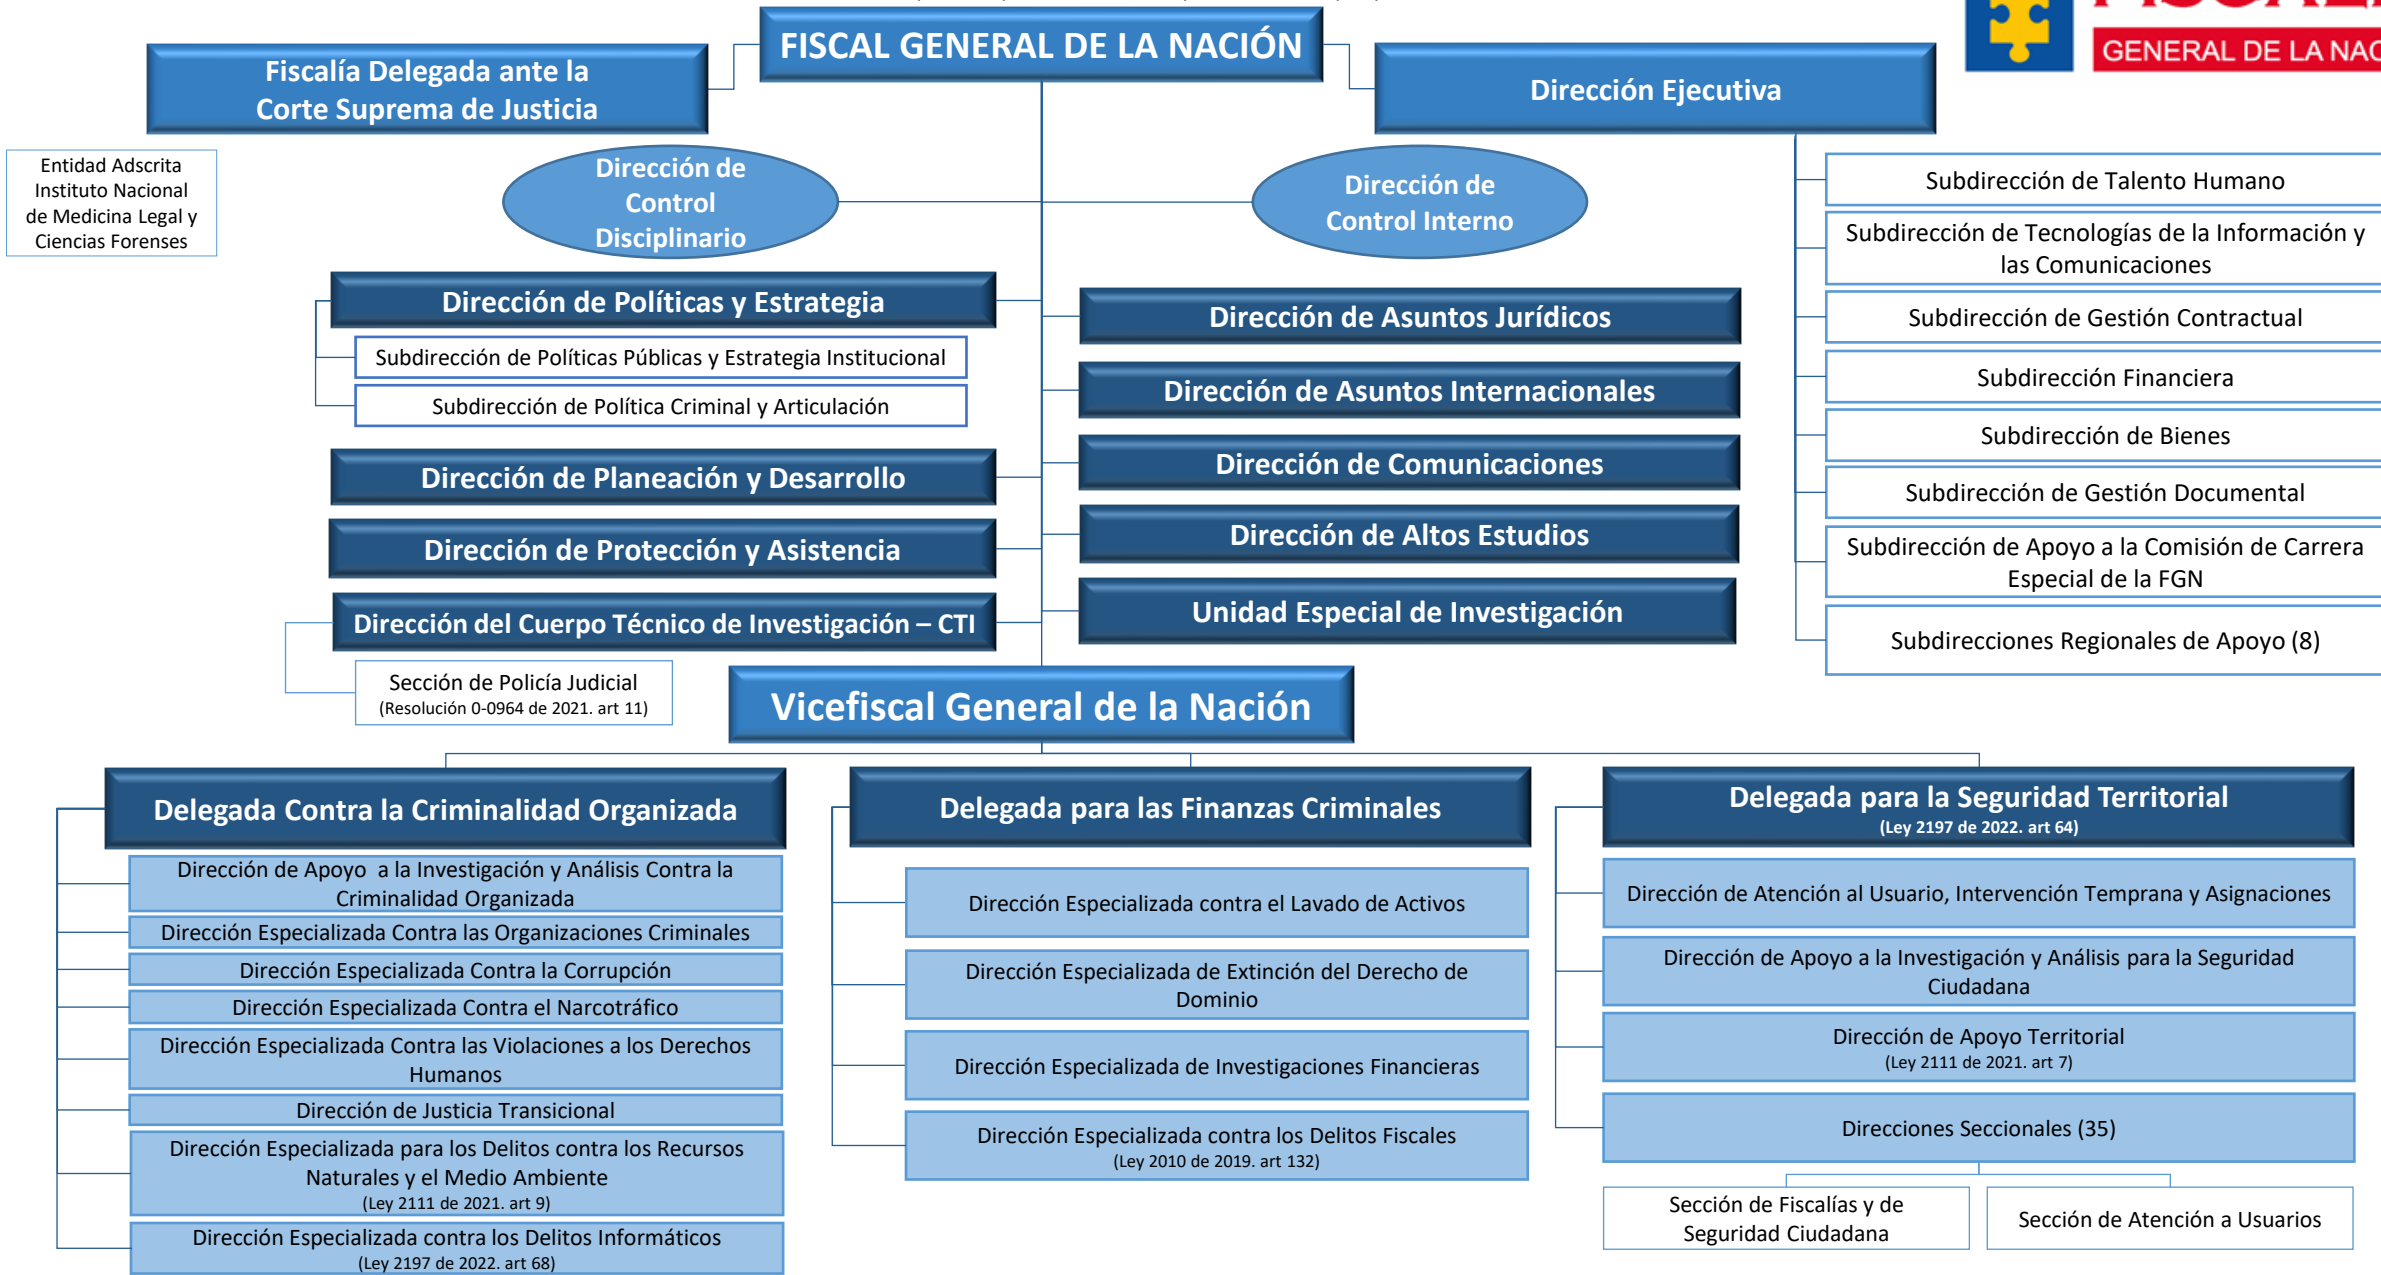 GENERAL DE LA NAC
FISCAL GENERAL DE LA NACIÓN
Fiscalía Delegada ante la
Corte Suprema de Justicia
Dirección Ejecutiva
Entidad Adscrita
Instituto Nacional
de Medicina Legal y
Ciencias Forenses
Dirección de
Control
Disciplinario
Dirección de
Control Interno
Subdirección de Talento Humano
Subdirección de Tecnologías de la Información y
las Comunicaciones
Subdirección de Gestión Contractual
Subdirección Financiera
Subdirección de Bienes
Subdirección de Gestión Documental
Subdirección de Apoyo a la Comisión de Carrera
Especial de la FGN
Subdirecciones Regionales de Apoyo (8)
Dirección de Políticas y Estrategia
Subdirección de Políticas Públicas y Estrategia Institucional
Subdirección de Política Criminal y Articulación
Dirección de Planeación y Desarrollo
Dirección de Protección y Asistencia
Dirección del Cuerpo Técnico de Investigación – CTI
Sección de Policía Judicial
(Resolución 0-0964 de 2021. art 11)
Dirección de Asuntos Jurídicos
Dirección de Asuntos Internacionales
Dirección de Comunicaciones
Dirección de Altos Estudios
Unidad Especial de Investigación
Vicefiscal General de la Nación
Delegada Contra la Criminalidad Organizada
Dirección de Apoyo a la Investigación y Análisis Contra la
Criminalidad Organizada
Dirección Especializada Contra las Organizaciones Criminales
Dirección Especializada Contra la Corrupción
Dirección Especializada Contra el Narcotráfico
Dirección Especializada Contra las Violaciones a los Derechos
Humanos
Dirección de Justicia Transicional
Dirección Especializada para los Delitos contra los Recursos
Naturales y el Medio Ambiente
(Ley 2111 de 2021. art 9)
Dirección Especializada contra los Delitos Informáticos
(Ley 2197 de 2022. art 68)
Delegada para las Finanzas Criminales
Dirección Especializada contra el Lavado de Activos
Dirección Especializada de Extinción del Derecho de
Dominio
Dirección Especializada de Investigaciones Financieras
Dirección Especializada contra los Delitos Fiscales
(Ley 2010 de 2019. art 132)
Delegada para la Seguridad Territorial
(Ley 2197 de 2022. art 64)
Dirección de Atención al Usuario, Intervención Temprana y Asignaciones
Dirección de Apoyo a la Investigación y Análisis para la Seguridad
Ciudadana
Dirección de Apoyo Territorial
(Ley 2111 de 2021. art 7)
Direcciones Seccionales (35)
Sección de Fiscalías y de
Seguridad Ciudadana
Sección de Atención a Usuarios